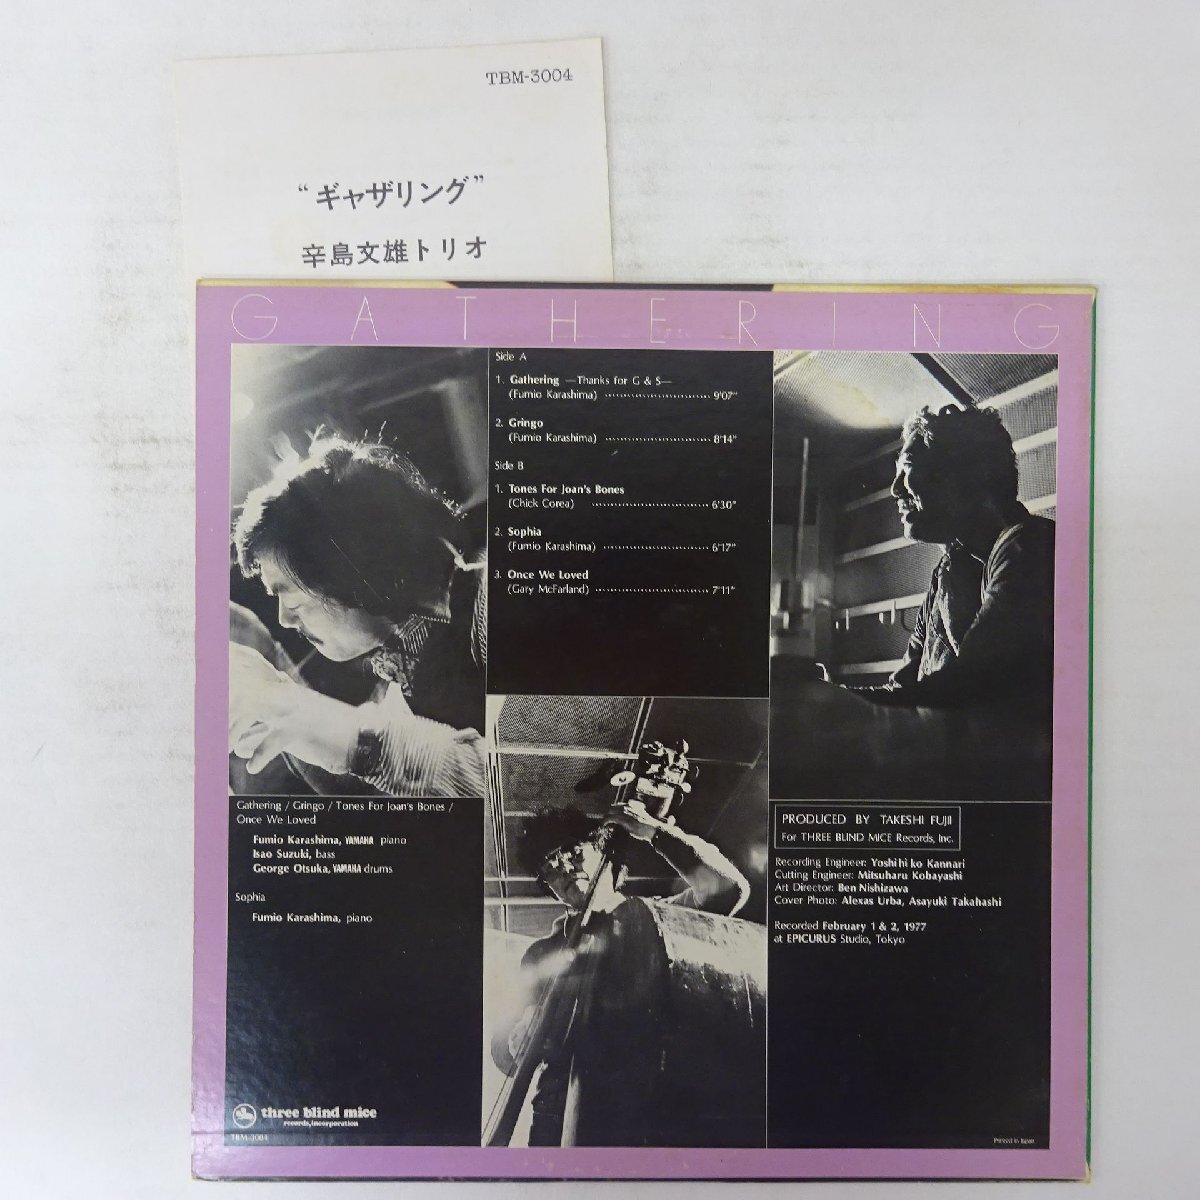 TBM-3004
“ギャザリング”
辛島文雄トリオ
GATHERING
Side A
1. Gathering —Thanks for G & S—
(Fumio Karashima) 9'07"
2. Gringo
(Fumio Karashima) 8'14"
Side B
1. Tones For Joan's Bones
(Chick Corea) 6'30"
2. Sophia
(Fumio Karashima) 6'17"
3. Once We Loved
(Gary McFarland) 7'11"
Gathering / Gringo / Tones For Joan's Bones /
Once We Loved
Fumio Karashima, YAMAHA piano
Isao Suzuki, bass
George Otsuka, YAMAHA drums
Sophia
Fumio Karashima, piano
PRODUCED BY TAKESHI FUJII
For THREE BLIND MICE Records, Inc.
Recording Engineer: Yoshihi ko Kannari
Cutting Engineer: Mitsuharu Kobayashi
Art Director: Ben Nishizawa
Cover Photo: Alexas Urba, Asayuki Takahashi
Recorded February 1 & 2, 1977
at EPICURUS Studio, Tokyo
three blind mice
records, incorporation
TBM-3004
Printed in Japan